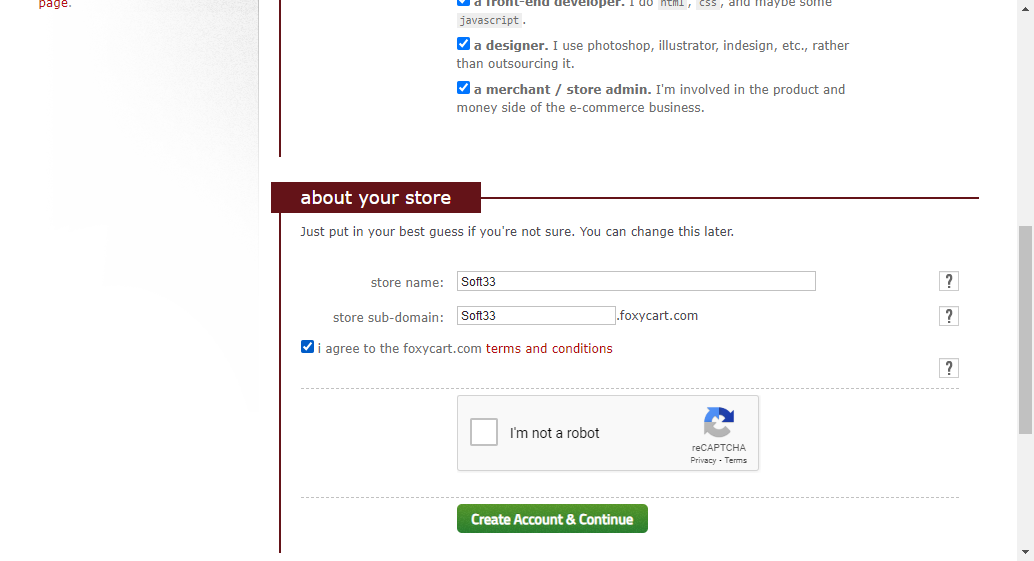 page.
a front-end developer. I do html, css, and maybe some
javascript.
a designer. I use photoshop, illustrator, indesign, etc., rather
than outsourcing it.
a merchant / store admin. I'm involved in the product and
money side of the e-commerce business.
about your store
Just put in your best guess if you're not sure. You can change this later.
store name: Soft33 ?
store sub-domain: Soft33 .foxycart.com ?
i agree to the foxycart.com terms and conditions
?
I'm not a robot
reCAPTCHA
Privacy - Terms
Create Account & Continue